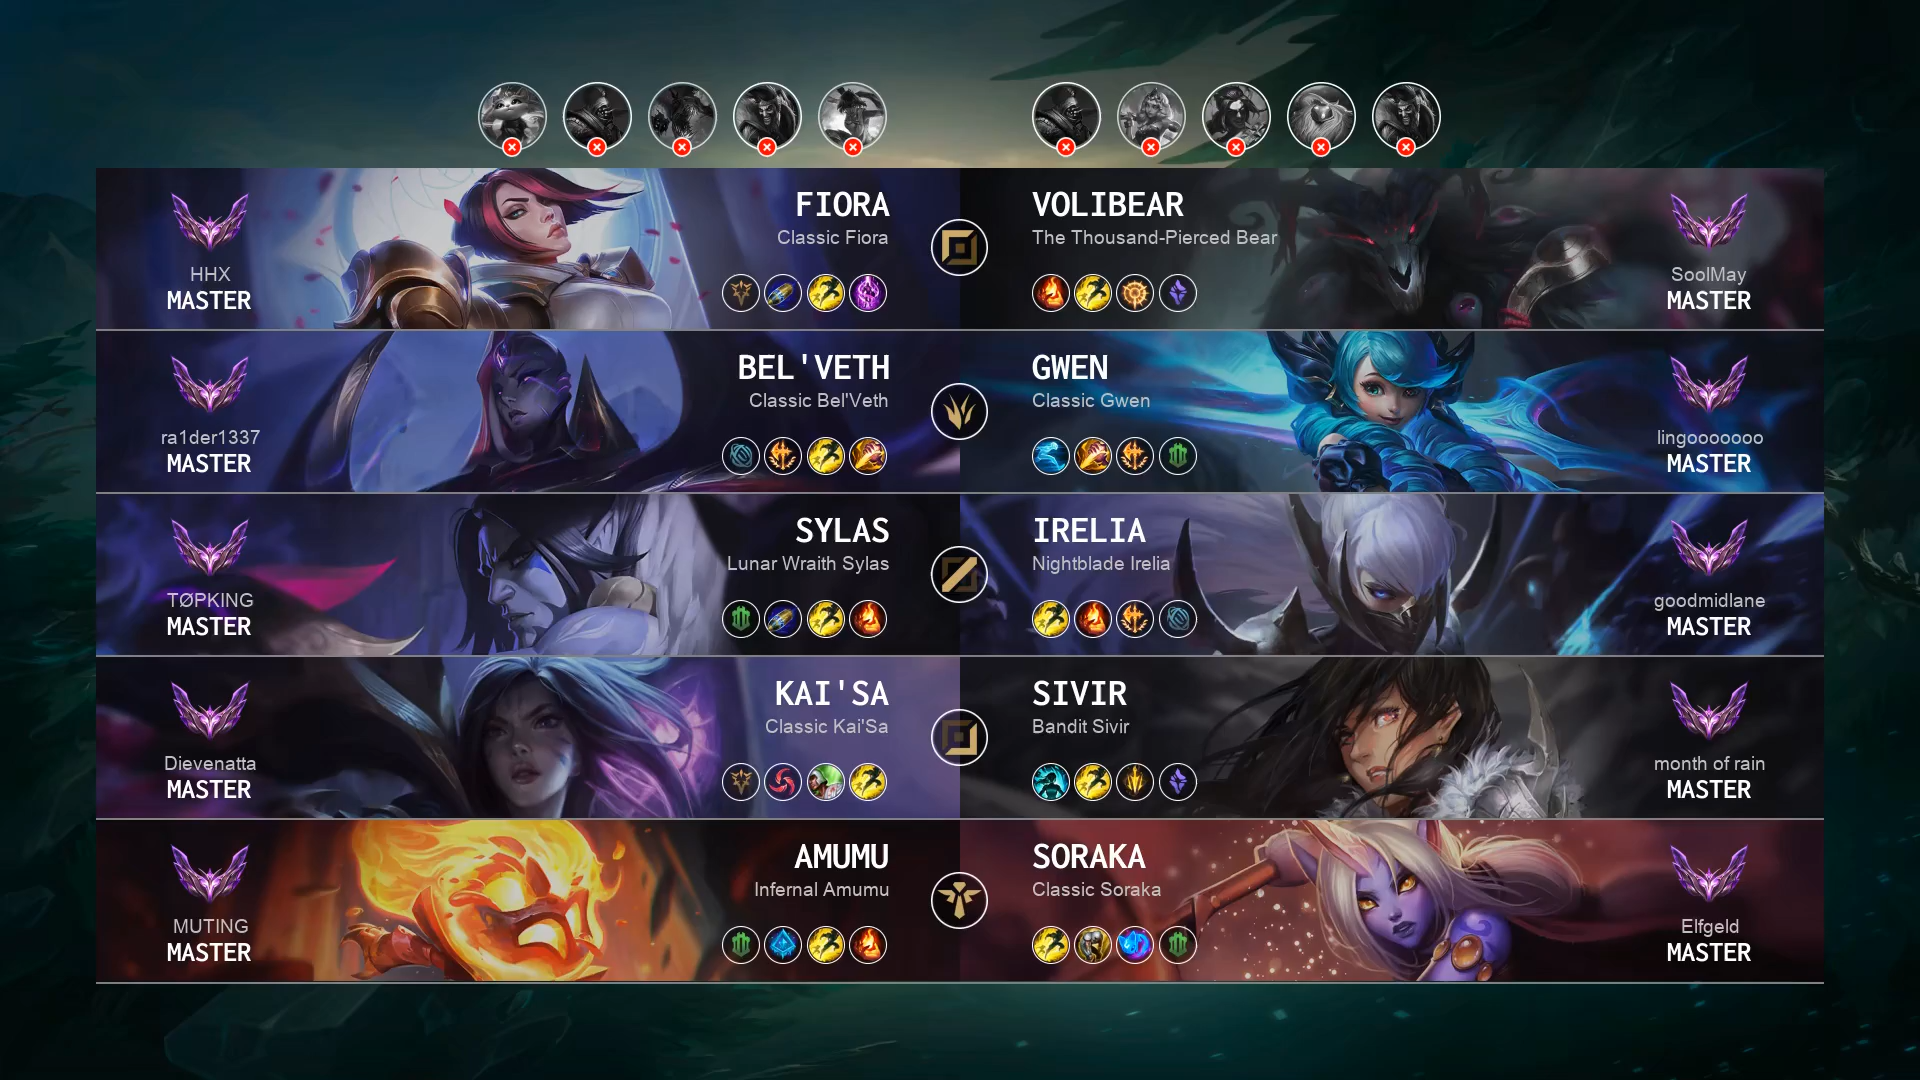 FIORA
Classic Fiora
HHX
MASTER
VOLIBEAR
The Thousand-Pierced Bear
SoolMay
MASTER
BEL'VETH
Classic Bel'Veth
ra1der1337
MASTER
GWEN
Classic Gwen
lingooooooo
MASTER
SYLAS
Lunar Wraith Sylas
TØPKING
MASTER
IRELIA
Nightblade Irelia
goodmidlane
MASTER
KAI'SA
Classic Kai'Sa
Dievenatta
MASTER
SIVIR
Bandit Sivir
month of rain
MASTER
AMUMU
Infernal Amumu
MUTING
MASTER
SORAKA
Classic Soraka
Elfgeld
MASTER